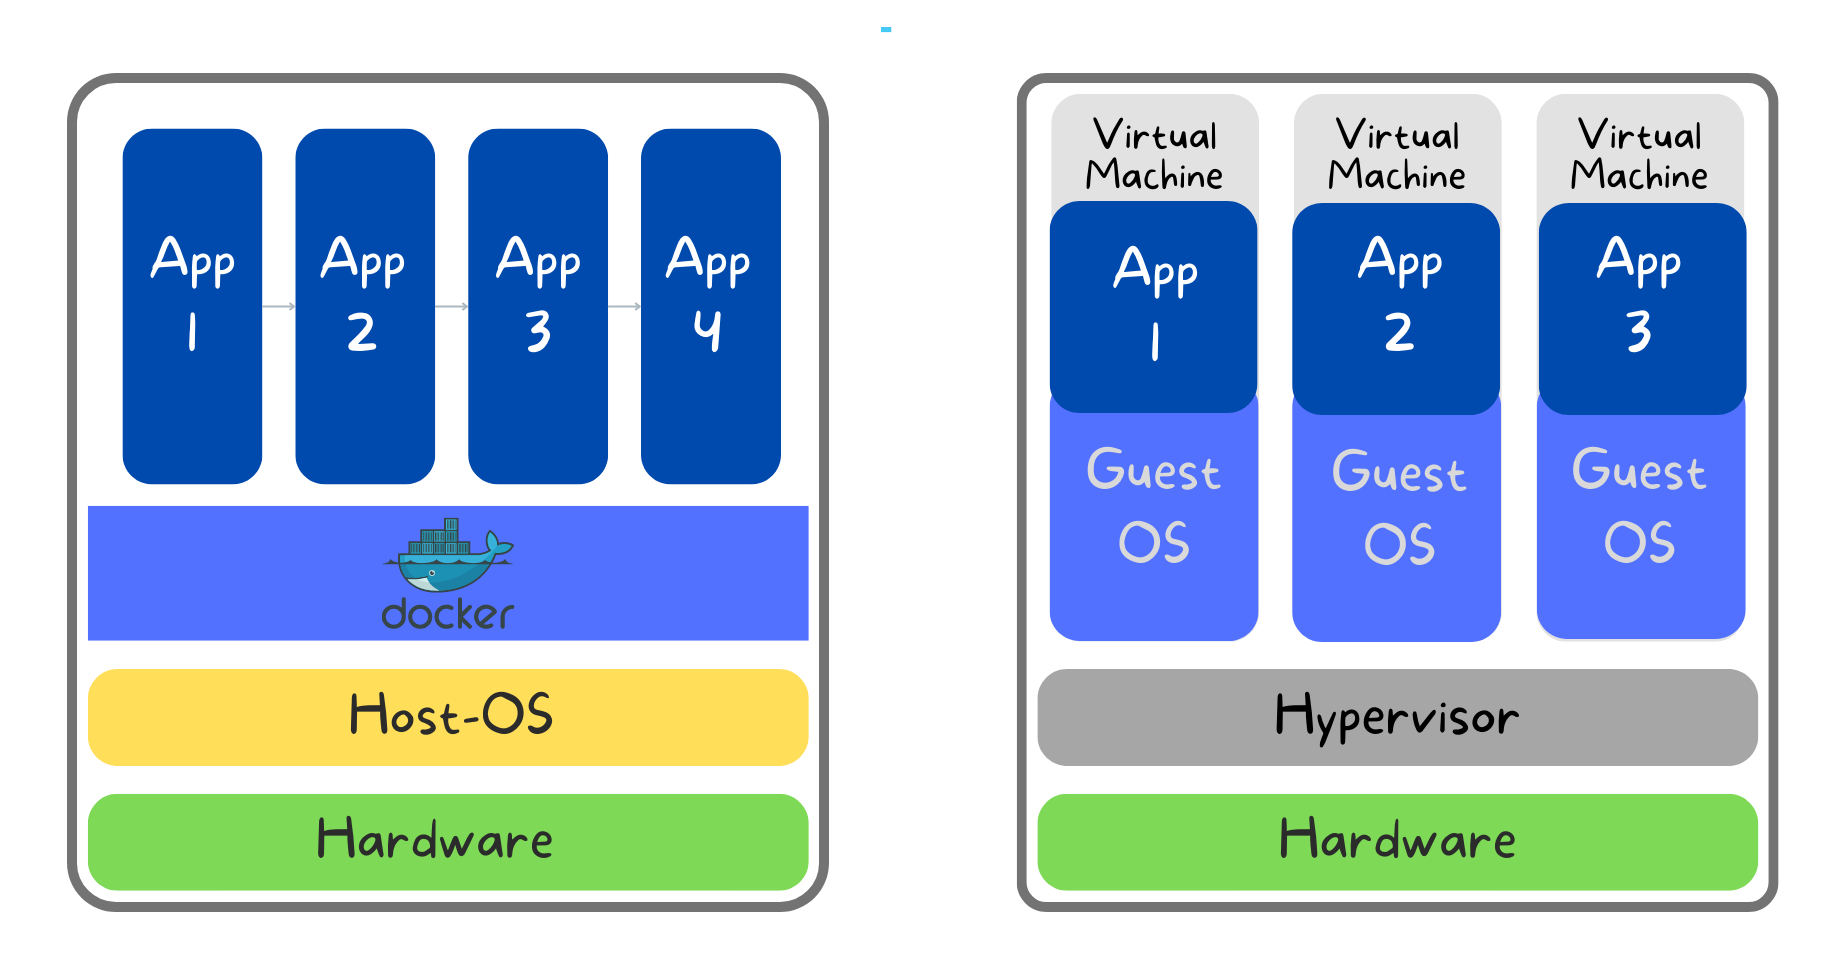 App
1
App
2
App
3
App
4
docker
Host-OS
Hardware
Virtual
Machine
App
1
Guest
OS
Virtual
Machine
App
2
Guest
OS
Virtual
Machine
App
3
Guest
OS
Hypervisor
Hardware